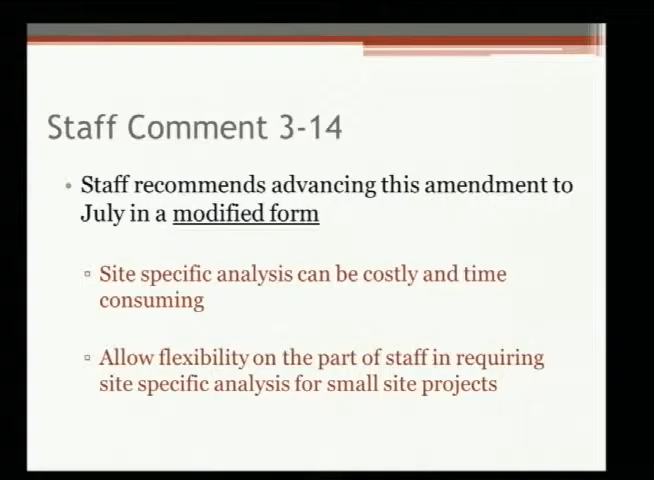 Staff Comment 3-14
• Staff recommends advancing this amendment to
July in a modified form
▫ Site specific analysis can be costly and time
consuming
▫ Allow flexibility on the part of staff in requiring
site specific analysis for small site projects